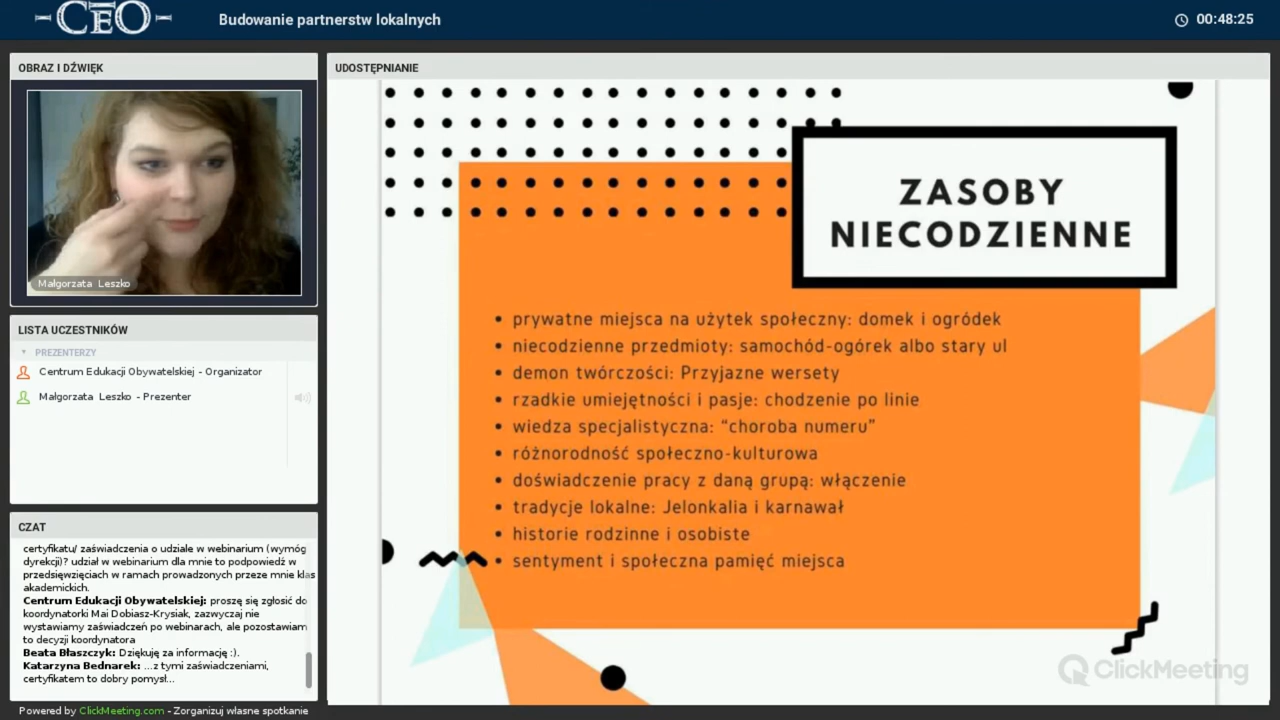 CEO
Budowanie partnerstw lokalnych
00:48:25
OBRAZ I DŹWIĘK
Małgorzata Leszko
LISTA UCZESTNIKÓW
PREZENTERZY
Centrum Edukacji Obywatelskiej - Organizator
Małgorzata Leszko - Prezenter
CZAT
certyfikatu/ zaświadczenia o udziale w webinarium (wymóg
dyrekcji)? udział w webinarium dla mnie to podpowiedź w
przedsięwzięciach w ramach prowadzonych przeze mnie klas
akademickich.
Centrum Edukacji Obywatelskiej: proszę się zgłosić do
koordynatorki Mai Dobiasz-Krysiak, zazwyczaj nie
wystawiamy zaświadczeń po webinarach, ale pozostawiam
to decyzji koordynatora
Beata Błaszczyk: Dziękuję za informację :).
Katarzyna Bednarek: ...z tymi zaświadczeniami,
certyfikatem to dobry pomysł...
Powered by ClickMeeting.com - Zorganizuj własne spotkanie
UDOSTĘPNIANIE
ZASOBY
NIECODZIENNE
• prywatne miejsca na użytek społeczny: domek i ogródek
• niecodzienne przedmioty: samochód-ogórek albo stary ul
• demon twórczości: Przyjazne wersety
• rzadkie umiejętności i pasje: chodzenie po linie
• wiedza specjalistyczna: “choroba numeru”
• różnorodność społeczno-kulturowa
• doświadczenie pracy z daną grupą: włączenie
• tradycje lokalne: Jelonkalia i karnawał
• historie rodzinne i osobiste
• sentyment i społeczna pamięć miejsca
ClickMeeting